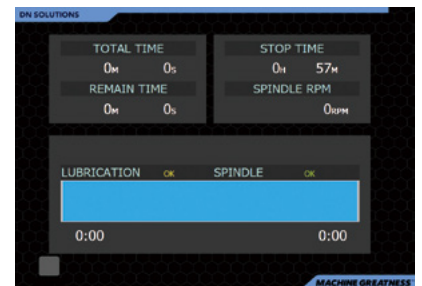 DN SOLUTIONS
TOTAL TIME
0M 0S
REMAIN TIME
0M 0S
STOP TIME
0H 57M
SPINDLE RPM
0RPM
LUBRICATION OK SPINDLE OK
0:00 0:00
MACHINE GREATNESS